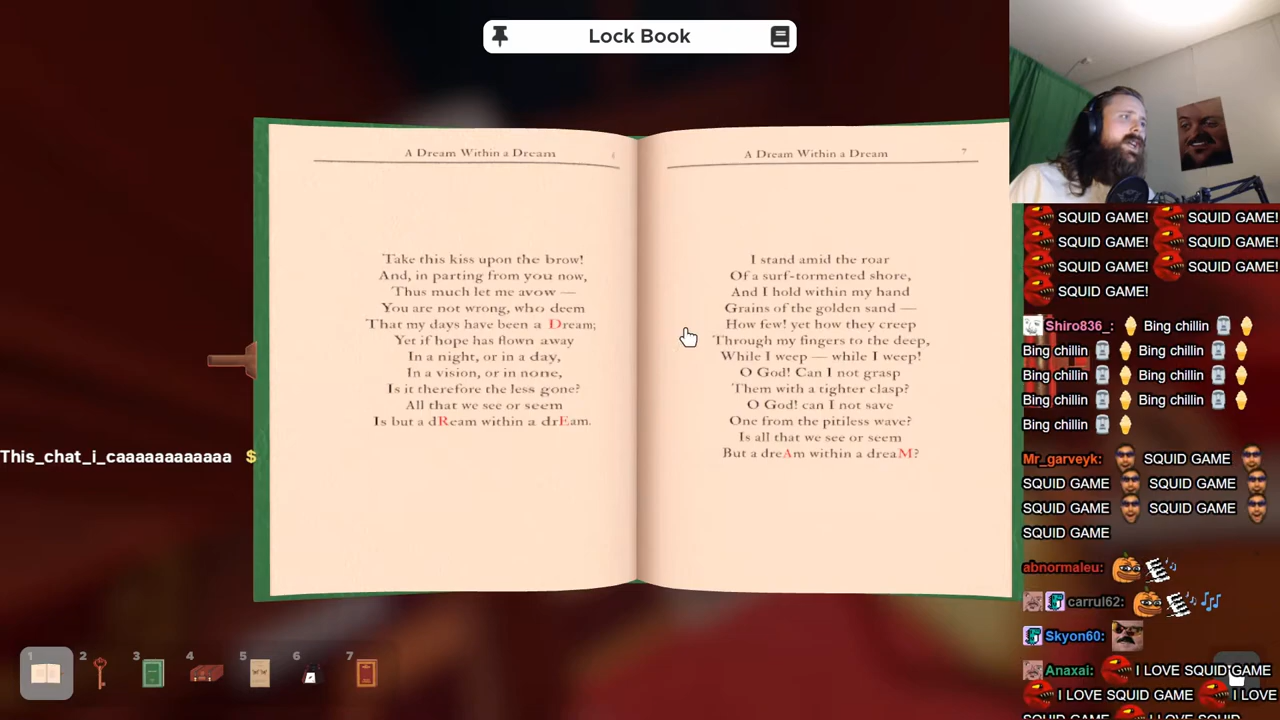 Lock Book
A Dream Within a Dream
Take this kiss upon the brow!
And, in parting from you now,
Thus much let me avow —
You are not wrong, who deem
That my days have been a Dream;
Yet if hope has flown away
In a night, or in a day,
In a vision, or in none,
Is it therefore the less gone?
All that we see or seem
Is but a dReam within a drEam.
A Dream Within a Dream 7
I stand amid the roar
Of a surf-tormented shore,
And I hold within my hand
Grains of the golden sand —
How few! yet how they creep
Through my fingers to the deep,
While I weep — while I weep!
O God! Can I not grasp
Them with a tighter clasp?
O God! can I not save
One from the pitiless wave?
Is all that we see or seem
But a dreAm within a dreaM?
This_chat_i_caaaaaaaaaaaa $
1 2 3 4 5 6 7
SQUID GAME! SQUID GAME!
SQUID GAME! SQUID GAME!
SQUID GAME! SQUID GAME!
SQUID GAME!
Shiro836_: Bing chillin
Bing chillin Bing chillin
Bing chillin Bing chillin
Bing chillin Bing chillin
Bing chillin
Mr_garveyk: SQUID GAME
SQUID GAME SQUID GAME
SQUID GAME SQUID GAME
SQUID GAME
abnormaleu:
carrul62:
Skyon60:
Anaxai: I LOVE SQUID GAME
I LOVE SQUID GAME I LOVE